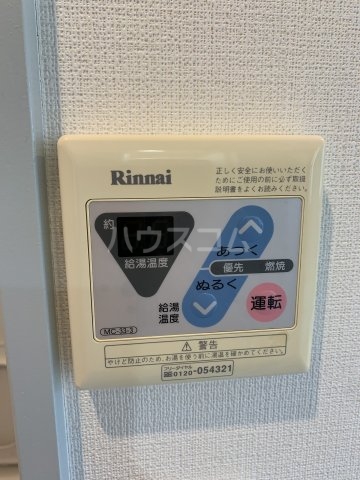 Rinnai
正しく安全にお使いいただく
ためにご使用の前に必ず取扱
説明書をよくお読みください。
約
給湯温度
あつく
優先 燃焼
ぬるく
給湯
温度
運転
MC-33-3
ハウスコム
⚠警告
やけど防止のため、お湯を使う前に湯温を確かめてください。
フリーダイヤル
0120-054321